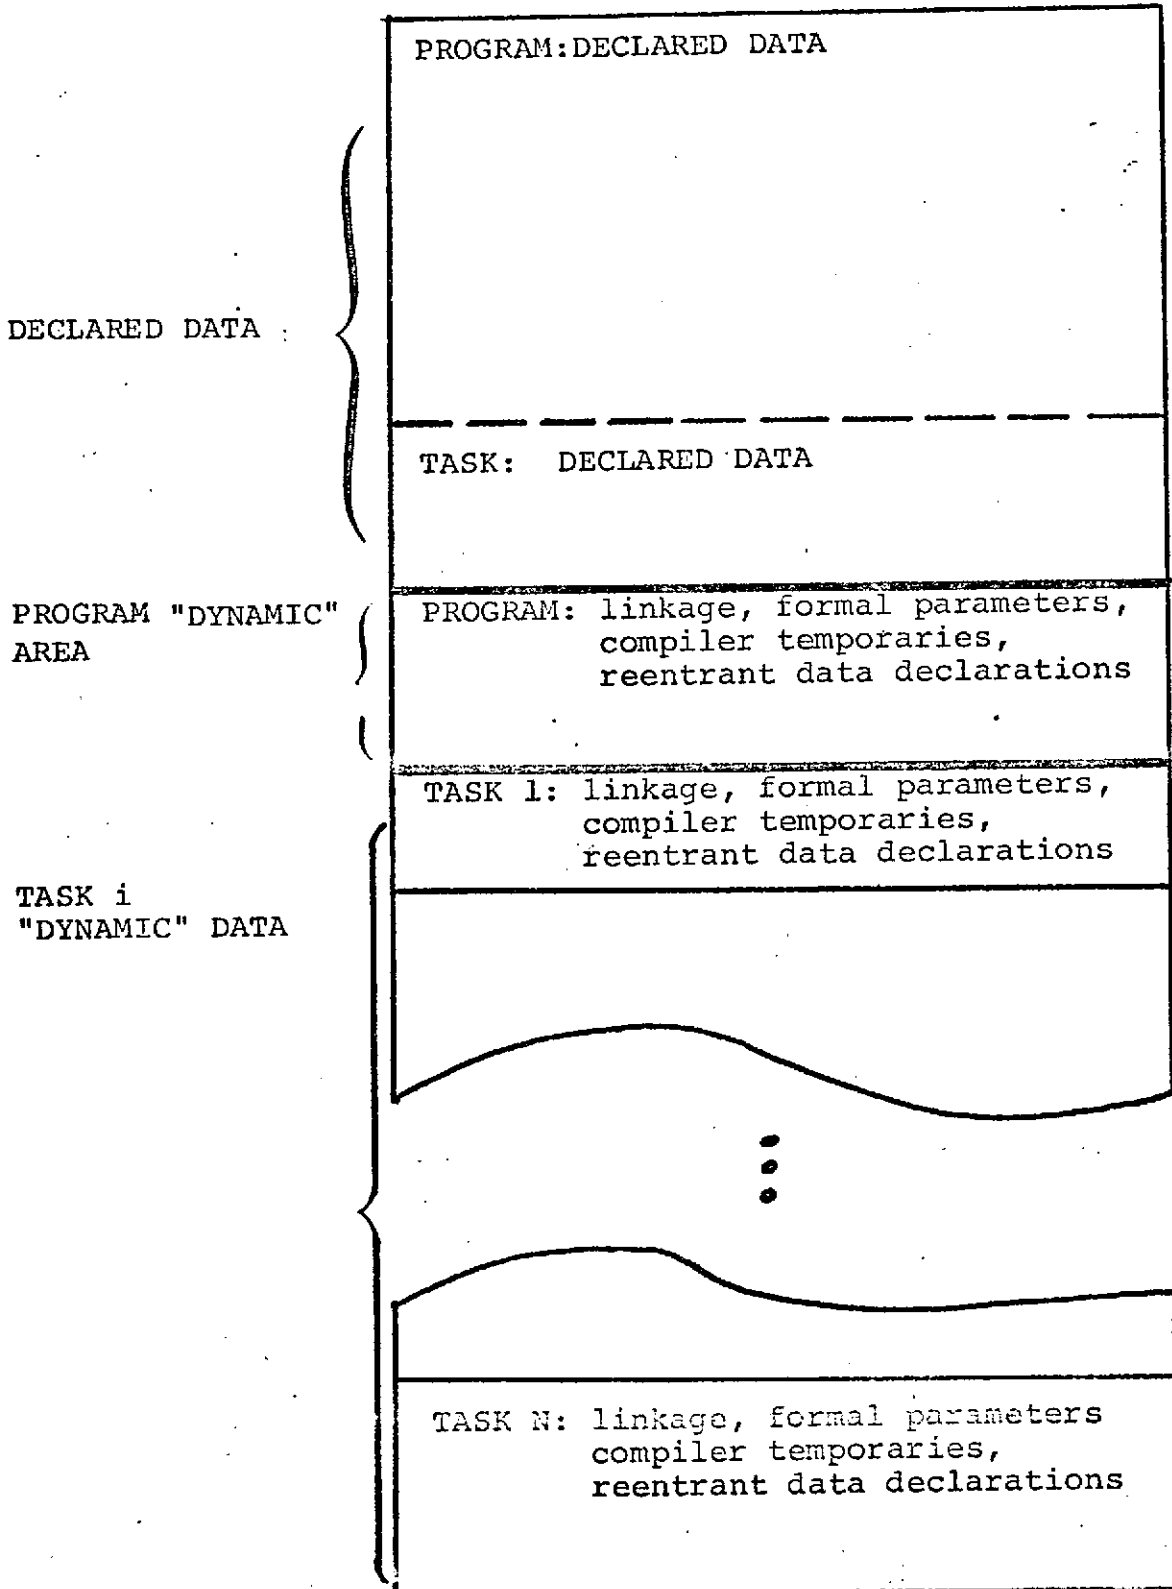 PROGRAM:DECLARED DATA
DECLARED DATA
TASK: DECLARED DATA
PROGRAM "DYNAMIC"
AREA
PROGRAM: linkage, formal parameters,
compiler temporaries,
reentrant data declarations
TASK 1: linkage, formal parameters,
compiler temporaries,
reentrant data declarations
TASK i
"DYNAMIC" DATA
TASK N: linkage, formal parameters
compiler temporaries,
reentrant data declarations